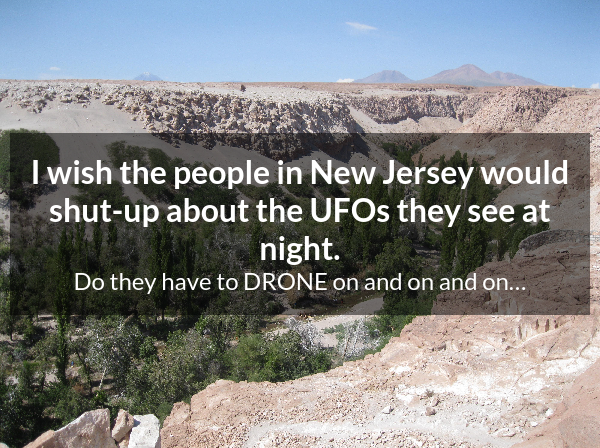 I wish the people in New Jersey would
shut-up about the UFOs they see at
night.
Do they have to DRONE on and on and on...